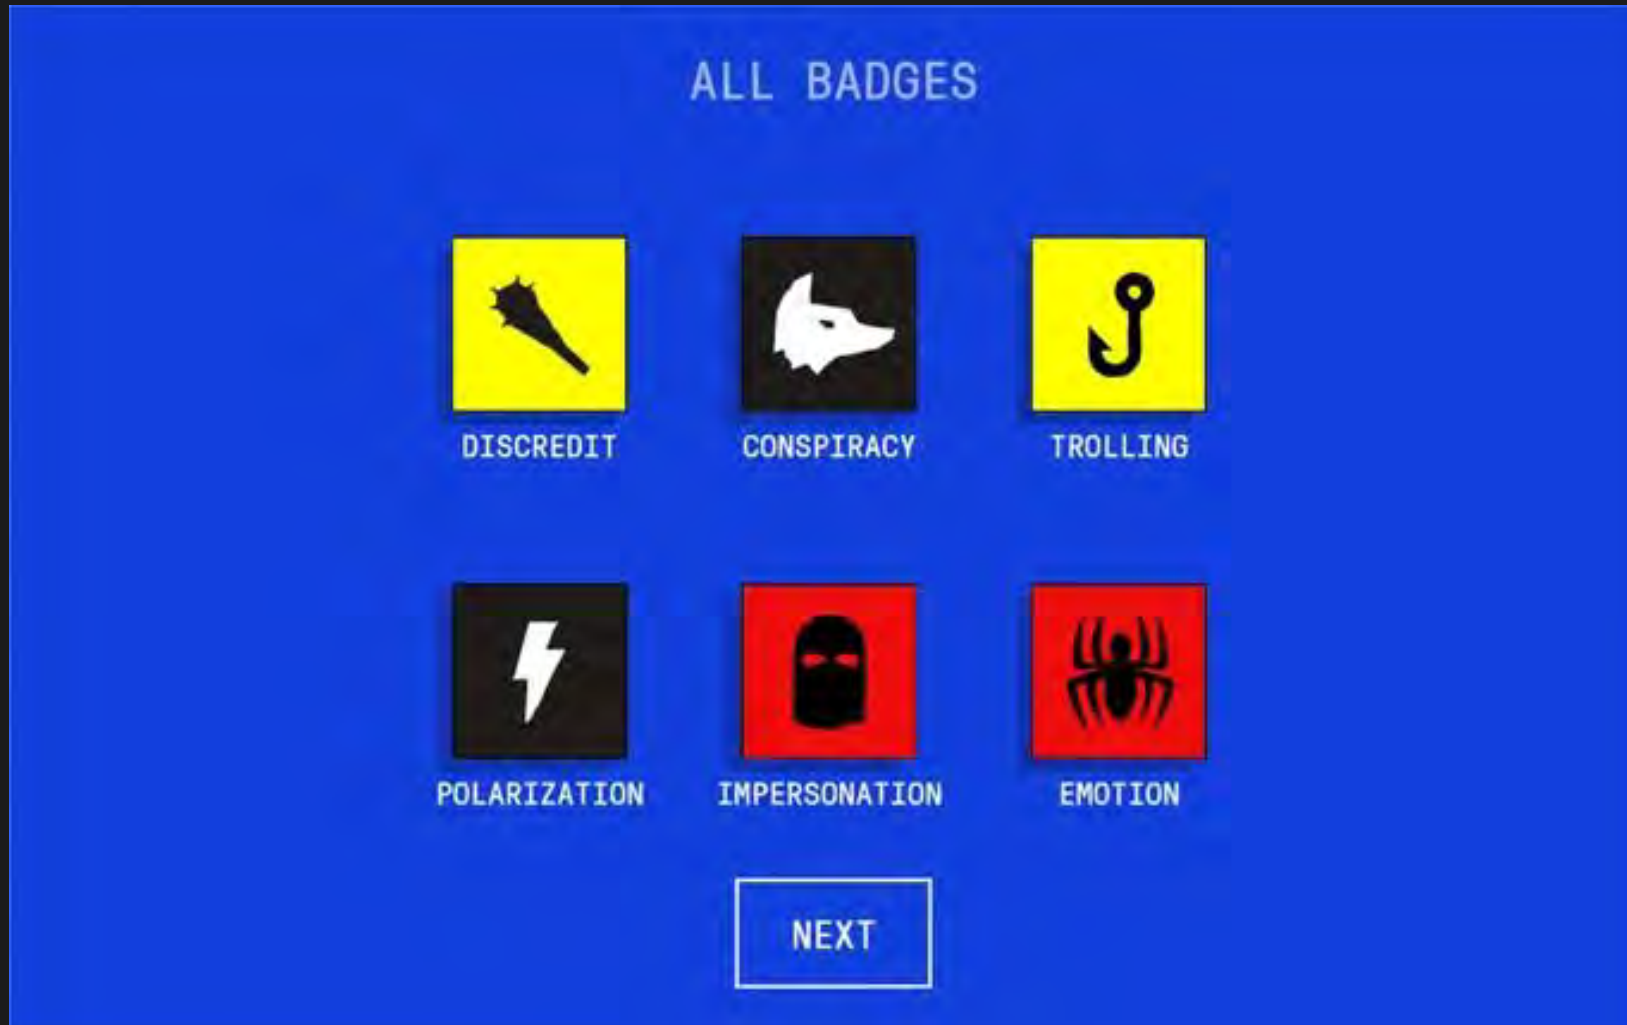 ALL BADGES
DISCREDIT
CONSPIRACY
TROLLING
POLARIZATION
IMPERSONATION
EMOTION
NEXT